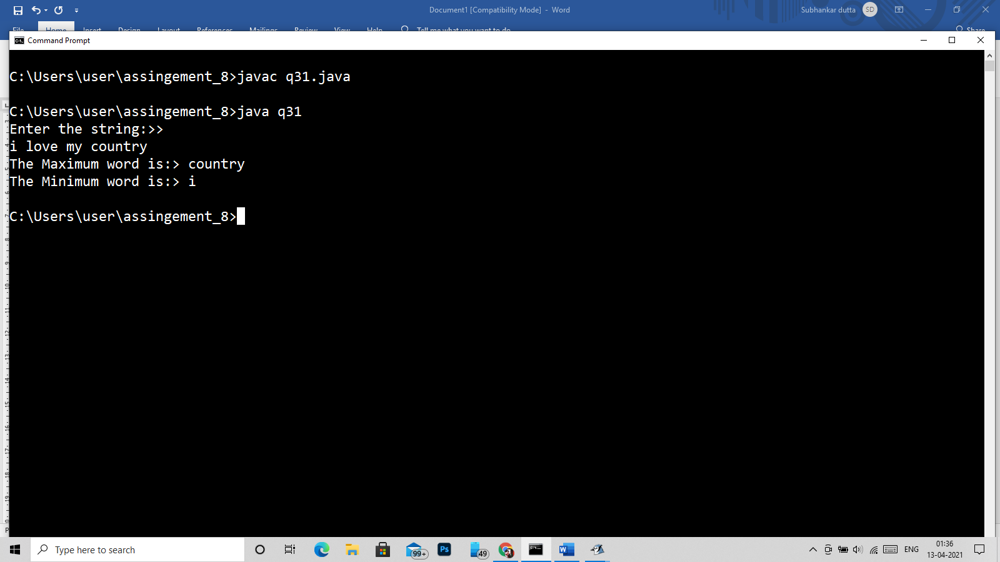 Document1 [Compatibility Mode] - Word
Subhankar dutta
SD
File Home Insert Design Layout References Mailings Review View Help Tell me what you want to do Share
Command Prompt
C:\Users\user\assingement_8>javac q31.java
C:\Users\user\assingement_8>java q31
Enter the string:>>
i love my country
The Maximum word is:> country
The Minimum word is:> i
C:\Users\user\assingement_8>
Type here to search
99+
Ps
49
ENG
01:36
13-04-2021